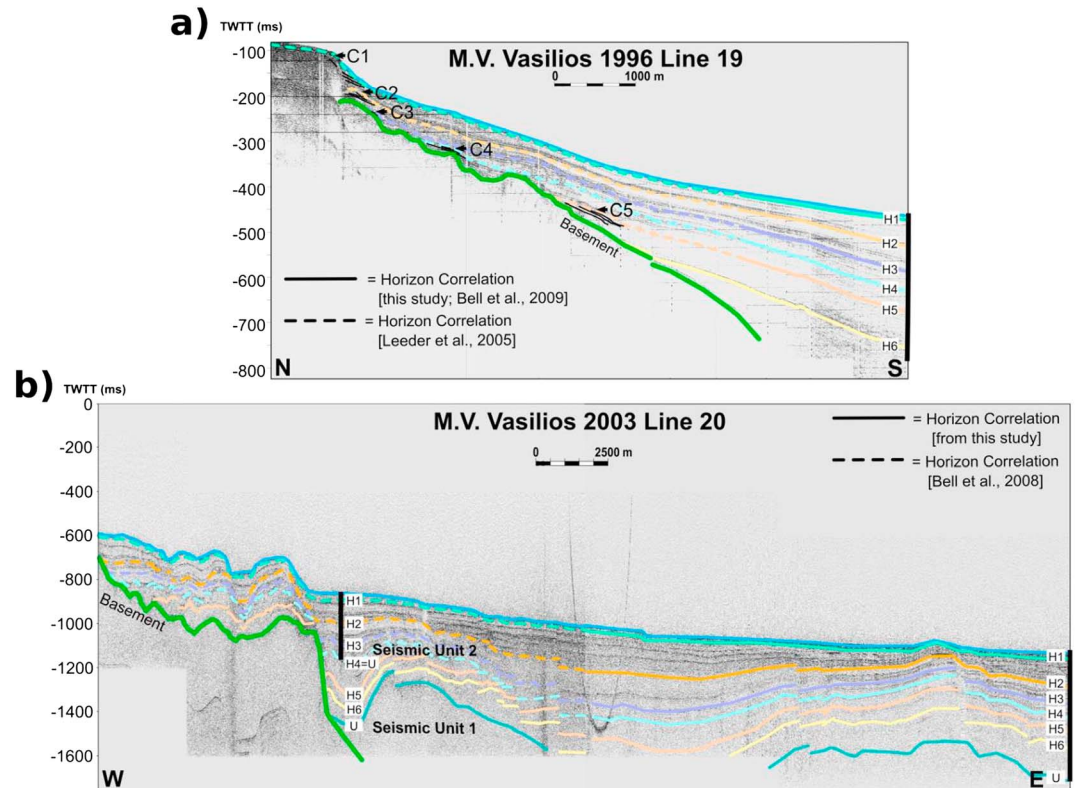 a) TWTT (ms)
M.V. Vasilios 1996 Line 19
0 1000 m
-100
-200
-300
-400
-500
-600
-700
-800
C1
C2
C3
C4
C5
Basement
= Horizon Correlation
[this study; Bell et al., 2009]
= Horizon Correlation
[Leeder et al., 2005]
H1
H2
H3
H4
H5
H6
N S
b) TWTT (ms)
M.V. Vasilios 2003 Line 20
0 2500 m
= Horizon Correlation
[from this study]
= Horizon Correlation
[Bell et al., 2008]
0
-200
-400
-600
-800
-1000
-1200
-1400
-1600
Basement
H1
H2
H3
H4=U
H5
H6
U
Seismic Unit 2
Seismic Unit 1
H1
H2
H3
H4
H5
H6
U
W E